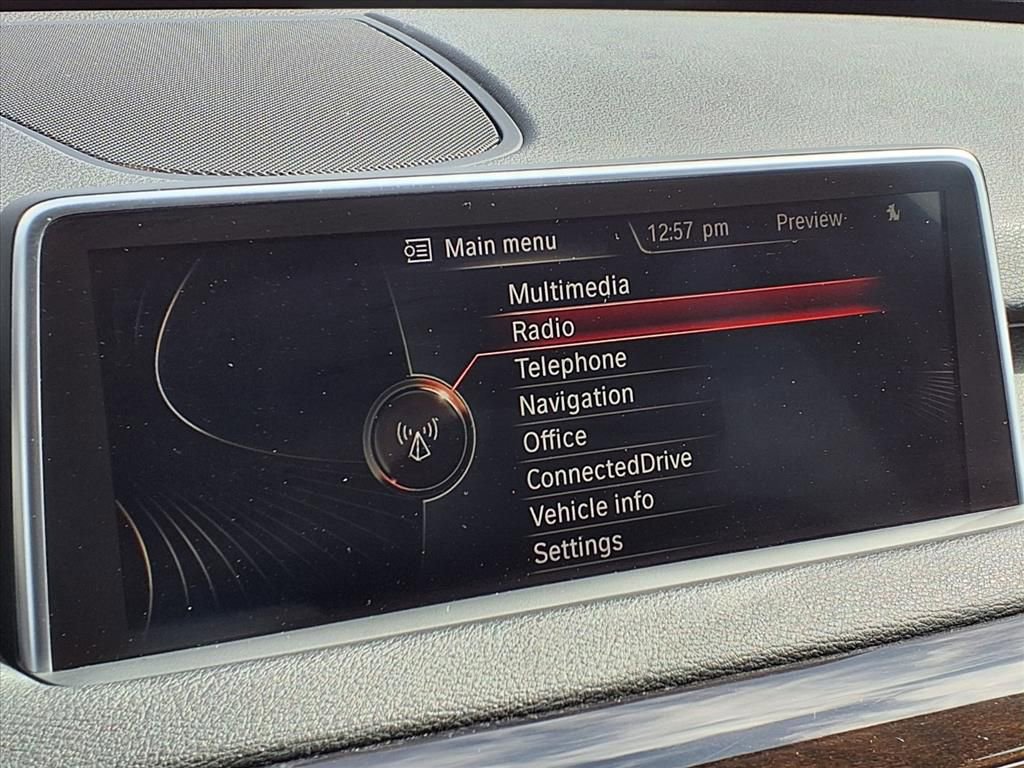 Main menu 12:57 pm Preview
Multimedia
Radio
Telephone
Navigation
Office
ConnectedDrive
Vehicle info
Settings